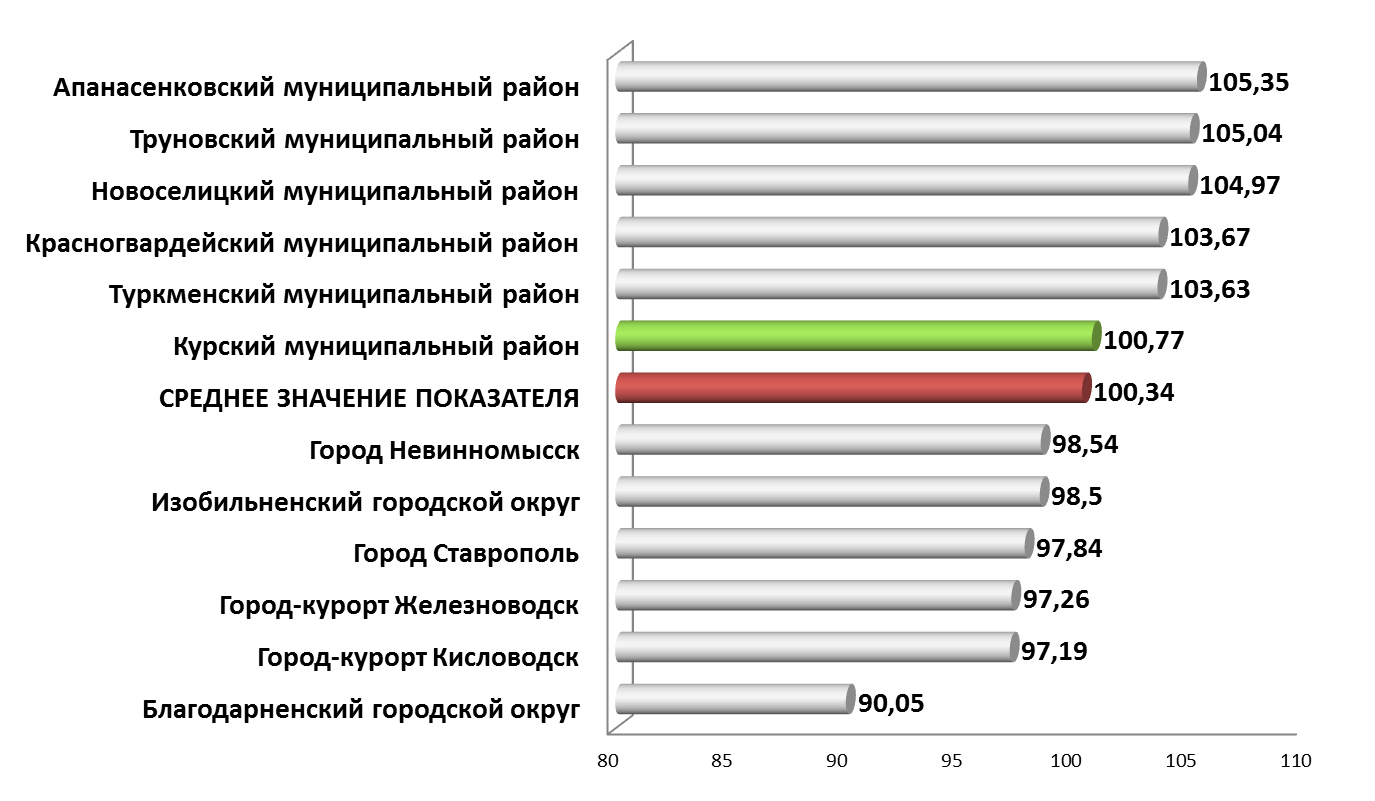 Апанасенковский муниципальный район 105,35
Труновский муниципальный район 105,04
Новоселицкий муниципальный район 104,97
Красногвардейский муниципальный район 103,67
Туркменский муниципальный район 103,63
Курский муниципальный район 100,77
СРЕДНЕЕ ЗНАЧЕНИЕ ПОКАЗАТЕЛЯ 100,34
Город Невинномысск 98,54
Изобильненский городской округ 98,5
Город Ставрополь 97,84
Город-курорт Железноводск 97,26
Город-курорт Кисловодск 97,19
Благодарненский городской округ 90,05
80 85 90 95 100 105 110